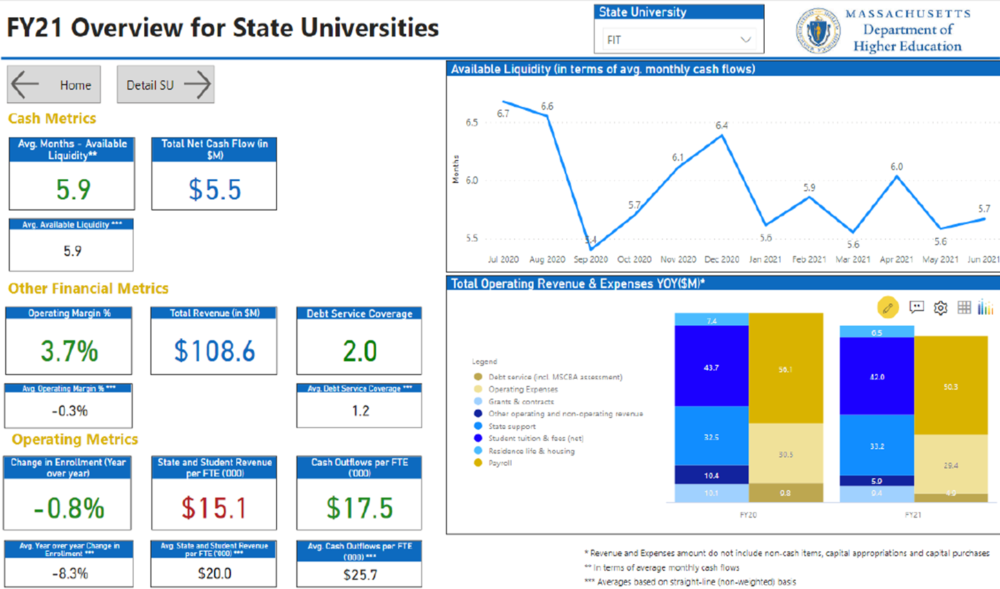 FY21 Overview for State Universities
State University
FIT
MASSACHUSETTS
Department of
Higher Education
Home
Detail SU
Cash Metrics
Avg. Months - Available
Liquidity**
5.9
Total Net Cash Flow (in
$M)
$5.5
Avg. Available Liquidity ***
5.9
Other Financial Metrics
Operating Margin %
3.7%
Total Revenue (in $M)
$108.6
Debt Service Coverage
2.0
Avg. Operating Margin % ***
-0.3%
Avg. Debt Service Coverage ***
1.2
Operating Metrics
Change in Enrollment (Year
over year)
-0.8%
State and Student Revenue
per FTE ('000)
$15.1
Cash Outflows per FTE
('000)
$17.5
Avg. Year over year Change in
Enrollment ***
-8.3%
Avg. State and Student Revenue
per FTE ('000) ***
$20.0
Avg. Cash Outflows per FTE
('000) ***
$25.7
Available Liquidity (in terms of avg. monthly cash flows)
Months
6.5
6.0
5.5
6.7
6.6
5.4
5.7
6.1
6.4
5.6
5.9
5.6
6.0
5.6
5.7
Jul 2020 Aug 2020 Sep 2020 Oct 2020 Nov 2020 Dec 2020 Jan 2021 Feb 2021 Mar 2021 Apr 2021 May 2021 Jun 2021
Total Operating Revenue & Expenses YOY($M)*
Legend
Debt service (incl. MSCBA assessment)
Operating Expenses
Grants & contracts
Other operating and non-operating revenue
State support
Student tuition & fees (net)
Residence life & housing
Payroll
7.4
43.7
32.5
10.4
10.1
56.1
30.5
9.8
FY20
6.5
42.0
33.2
5.9
9.4
50.3
29.4
4.9
FY21
* Revenue and Expenses amount do not include non-cash items, capital appropriations and capital purchases
** In terms of average monthly cash flows
*** Averages based on straight-line (non-weighted) basis